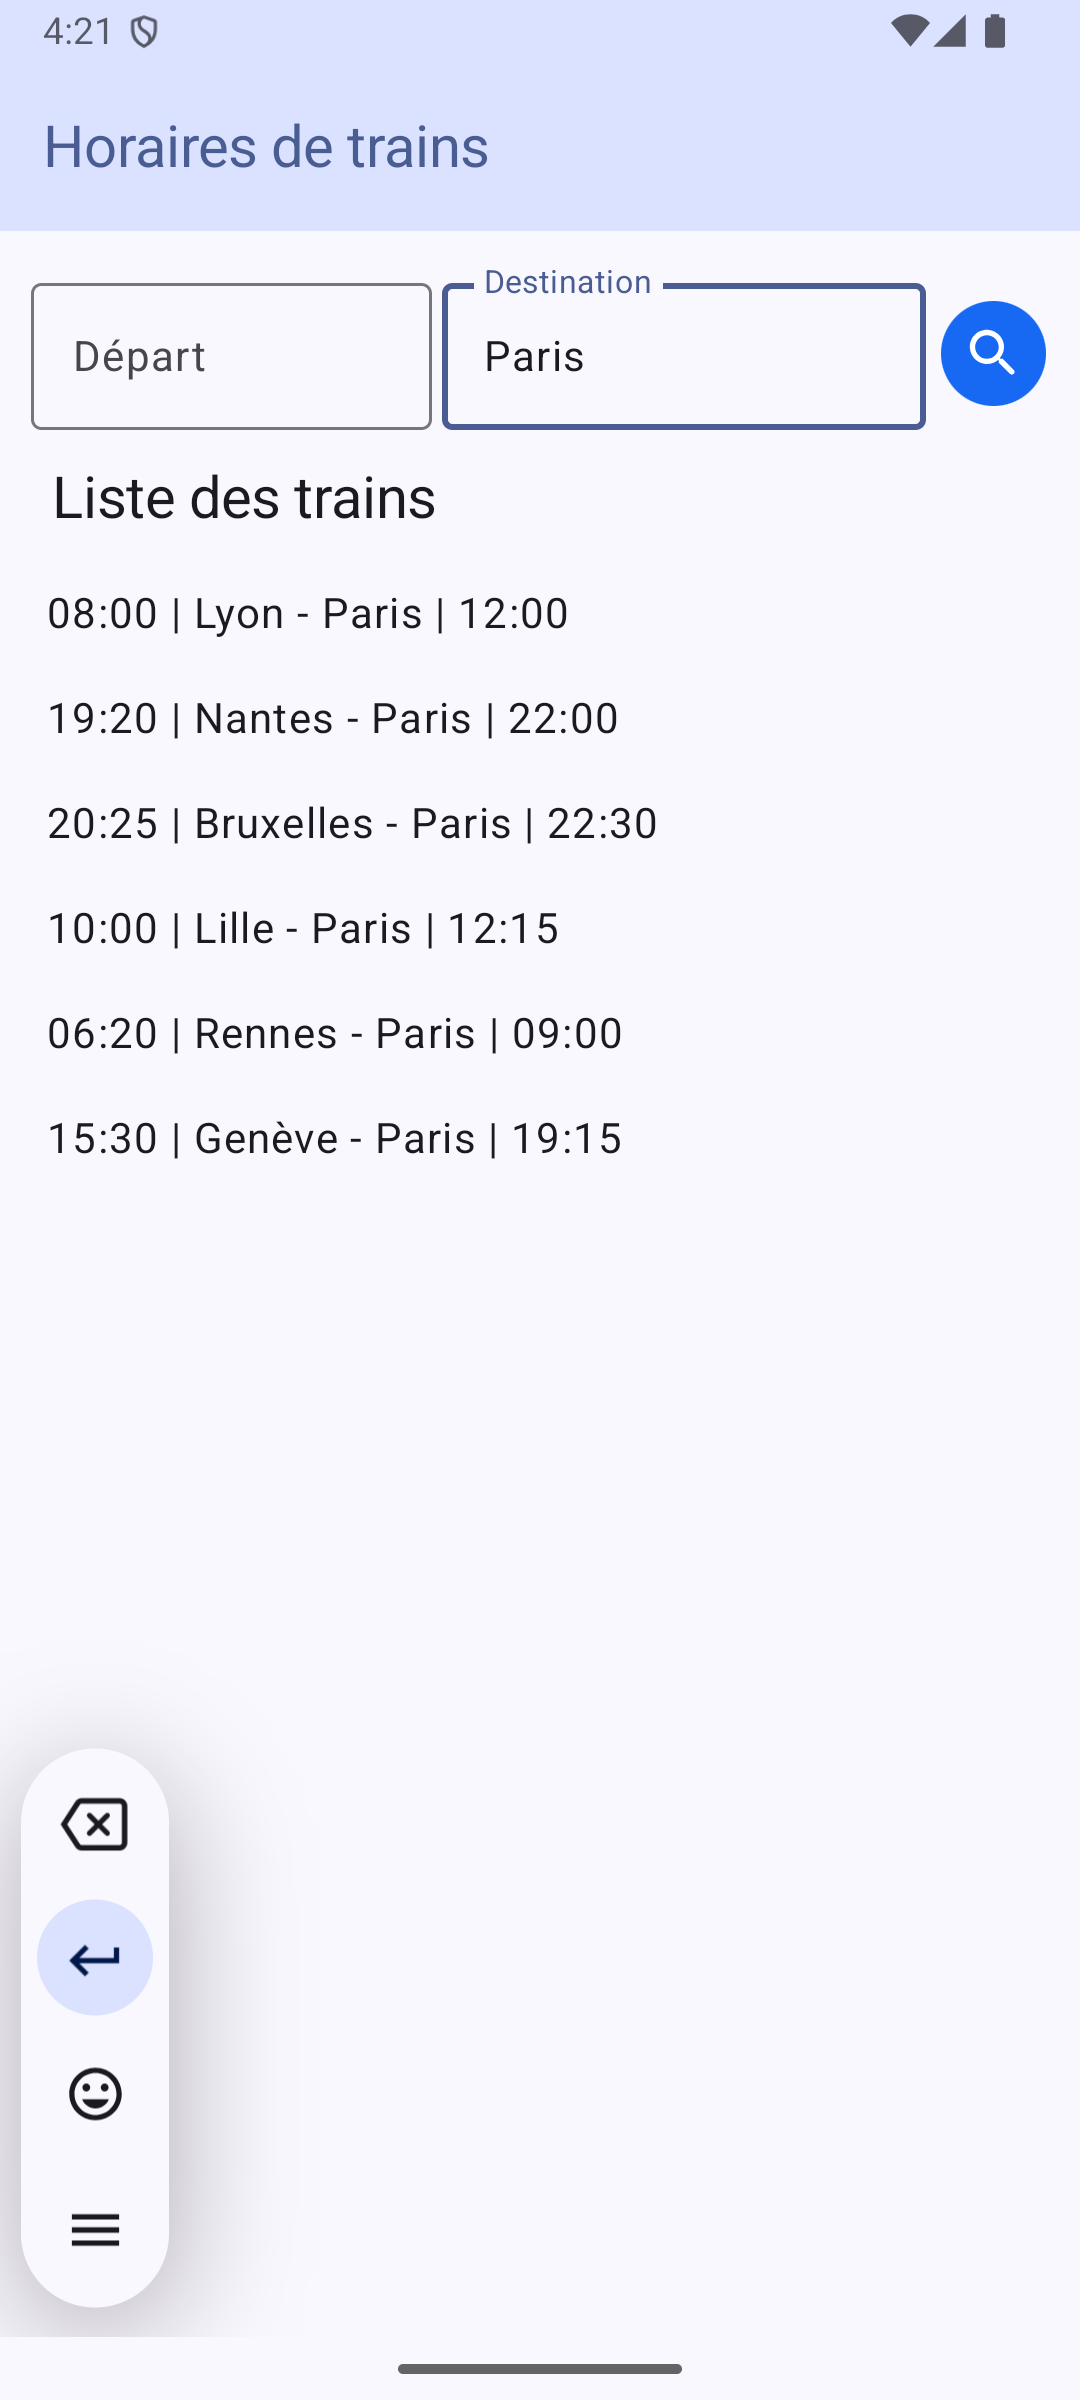 4:21
Horaires de trains
Destination
Départ
Paris
Liste des trains
08:00 | Lyon - Paris | 12:00
19:20 | Nantes - Paris | 22:00
20:25 | Bruxelles - Paris | 22:30
10:00 | Lille - Paris | 12:15
06:20 | Rennes - Paris | 09:00
15:30 | Genève - Paris | 19:15